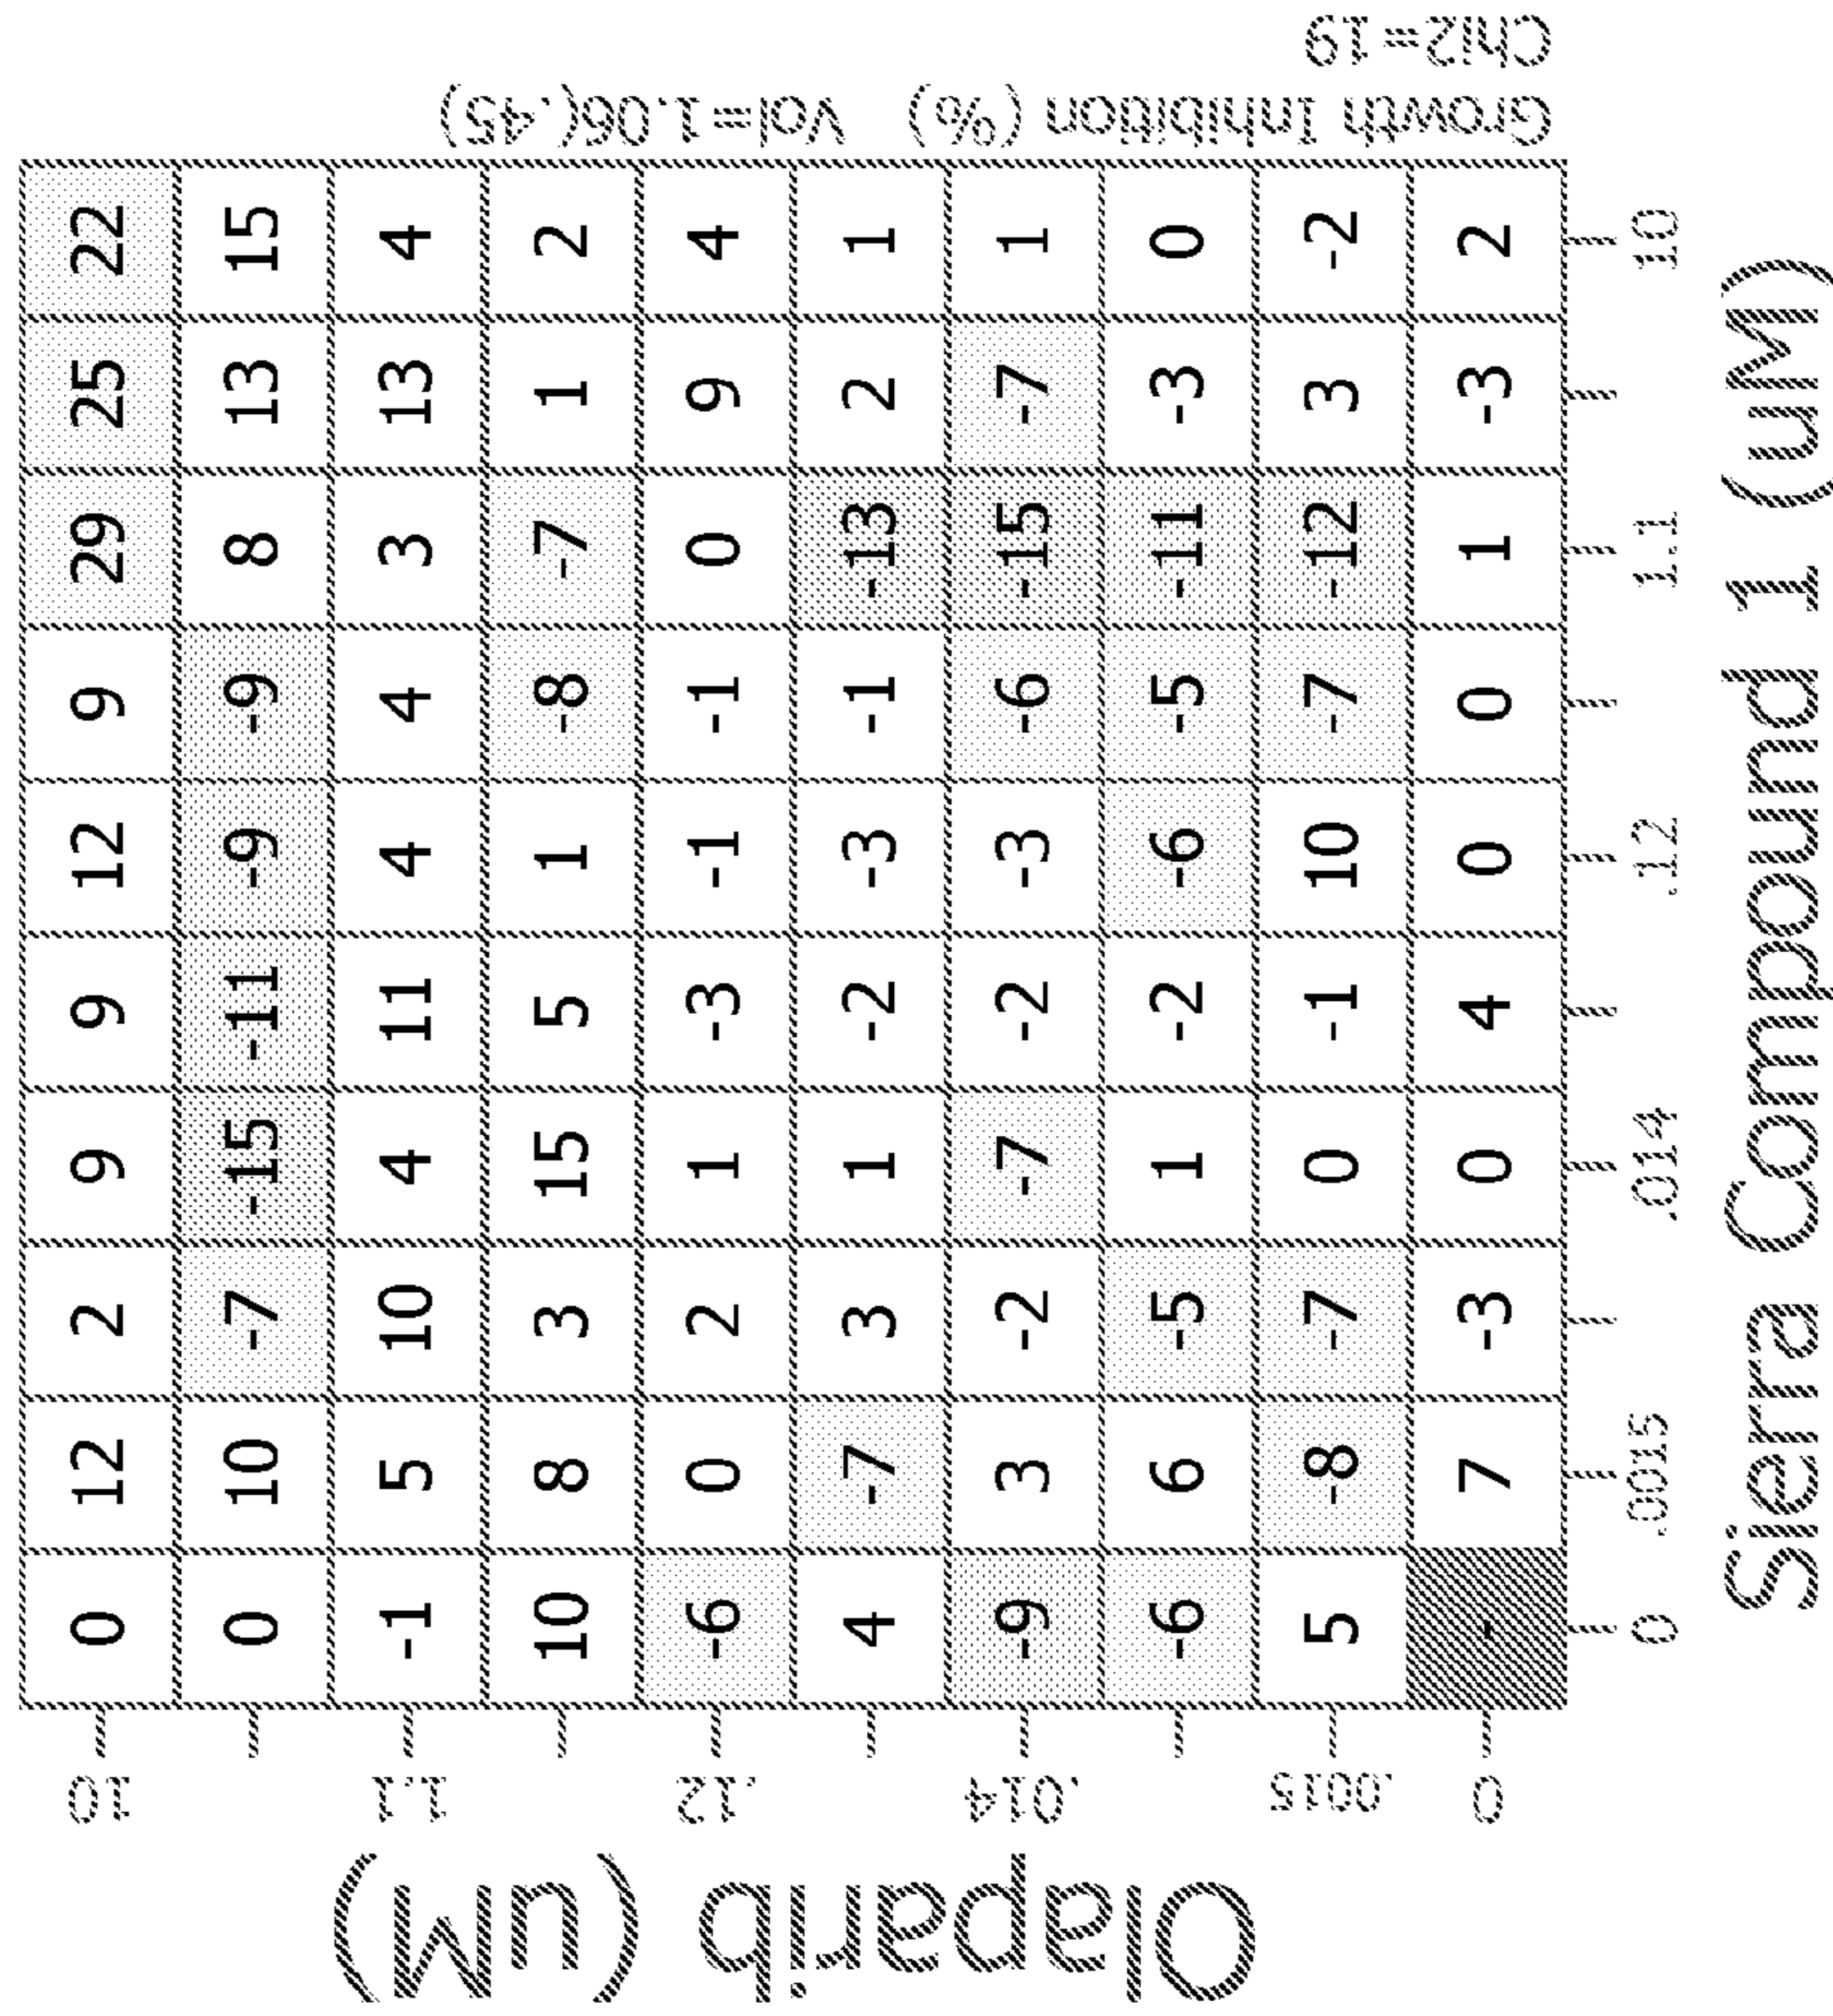 Olaparib (uM)
10 0 12 2 9 9 12 9 29 25 22
0 10 -7 -15 -11 -9 -9 8 13 15
1.1 -1 5 10 4 11 4 4 3 13 4
10 8 3 15 5 1 -8 -7 1 2
.12 -6 0 2 1 -3 -1 -1 0 9 4
4 -7 3 1 -2 -3 -1 -13 2 1
.014 -9 3 -2 -7 -2 -3 -6 -15 -7 1
-6 6 -5 1 -2 -6 -5 -11 -3 0
.0015 5 -8 -7 0 -1 10 -7 -12 3 -2
0 - 7 -3 0 4 0 0 1 -3 2
0 .0015 .014 .12 1.1 10
Sierra Compound 1 (uM)
Growth Inhibition (%) Vol=1.06(.45)
Chi2=19